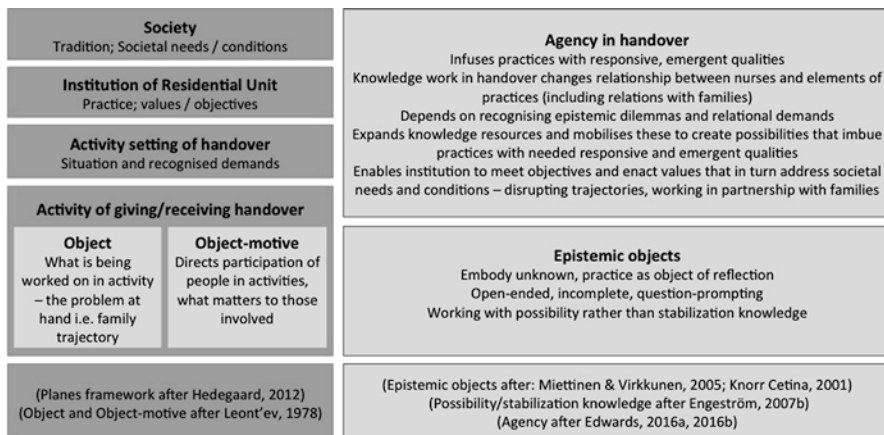 Society
Tradition; Societal needs / conditions
Institution of Residential Unit
Practice; values / objectives
Activity setting of handover
Situation and recognised demands
Activity of giving/receiving handover
Object
What is being
worked on in activity
– the problem at
hand i.e. family
trajectory
Object-motive
Directs participation of
people in activities,
what matters to those
involved
(Planes framework after Hedegaard, 2012)
(Object and Object-motive after Leont'ev, 1978)
Agency in handover
Infuses practices with responsive, emergent qualities
Knowledge work in handover changes relationship between nurses and elements of
practices (including relations with families)
Depends on recognising epistemic dilemmas and relational demands
Expands knowledge resources and mobilises these to create possibilities that imbue
practices with needed responsive and emergent qualities
Enables institution to meet objectives and enact values that in turn address societal
needs and conditions – disrupting trajectories, working in partnership with families
Epistemic objects
Embody unknown, practice as object of reflection
Open-ended, incomplete, question-prompting
Working with possibility rather than stabilization knowledge
(Epistemic objects after: Miettinen & Virkkunen, 2005; Knorr Cetina, 2001)
(Possibility/stabilization knowledge after Engeström, 2007b)
(Agency after Edwards, 2016a, 2016b)